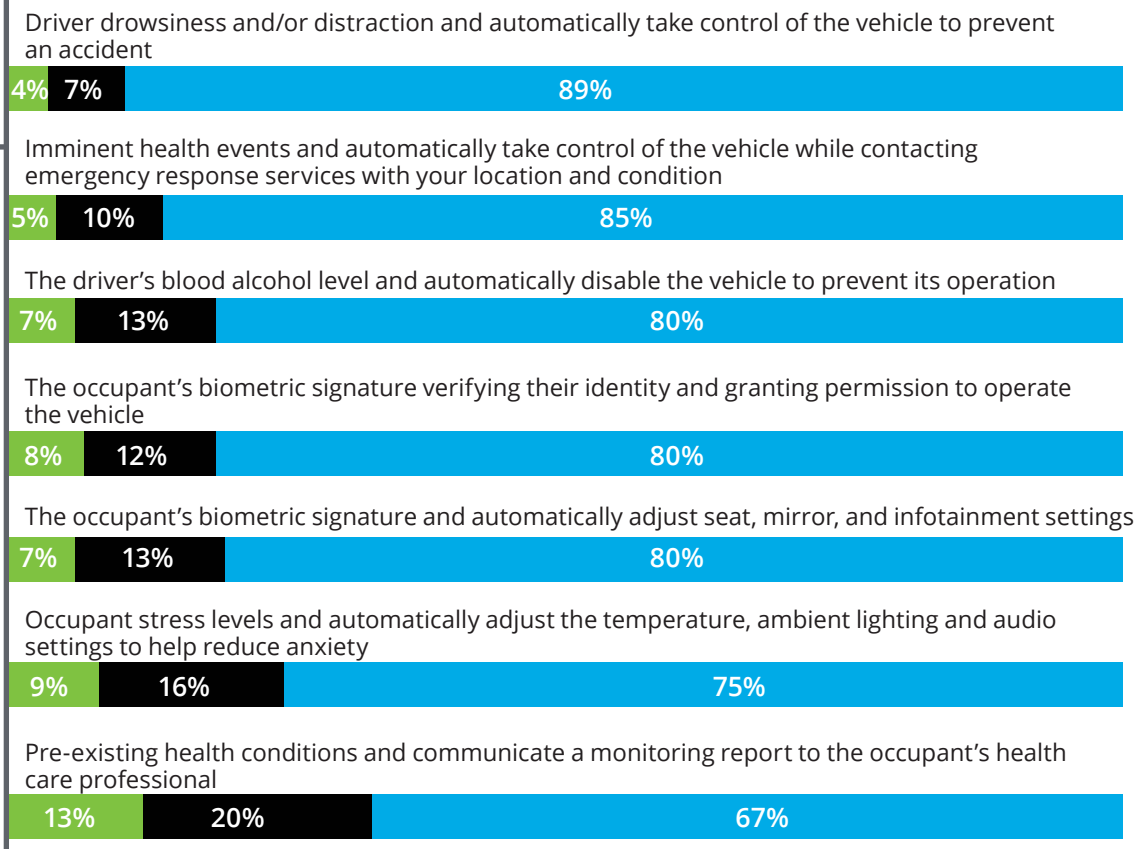 Driver drowsiness and/or distraction and automatically take control of the vehicle to prevent
an accident
4% 7% 89%
Imminent health events and automatically take control of the vehicle while contacting
emergency response services with your location and condition
5% 10% 85%
The driver’s blood alcohol level and automatically disable the vehicle to prevent its operation
7% 13% 80%
The occupant’s biometric signature verifying their identity and granting permission to operate
the vehicle
8% 12% 80%
The occupant’s biometric signature and automatically adjust seat, mirror, and infotainment settings
7% 13% 80%
Occupant stress levels and automatically adjust the temperature, ambient lighting and audio
settings to help reduce anxiety
9% 16% 75%
Pre-existing health conditions and communicate a monitoring report to the occupant’s health
care professional
13% 20% 67%